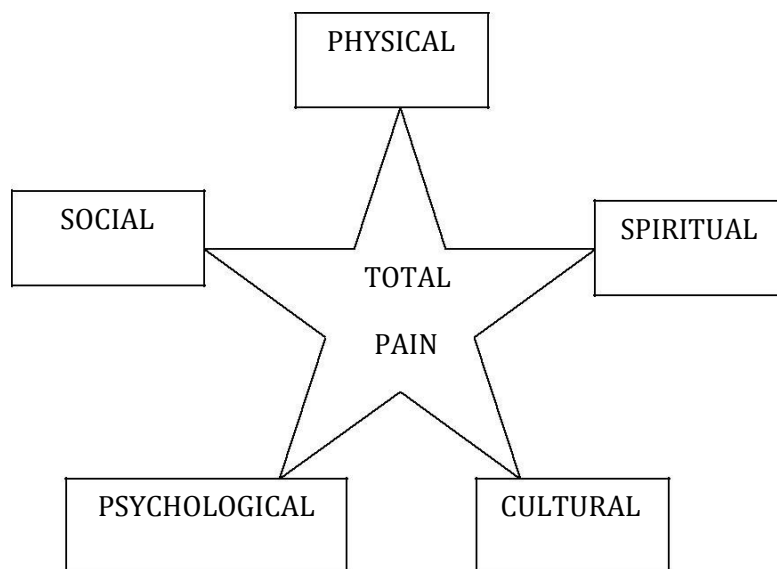 PHYSICAL
SOCIAL
SPIRITUAL
TOTAL
PAIN
PSYCHOLOGICAL
CULTURAL